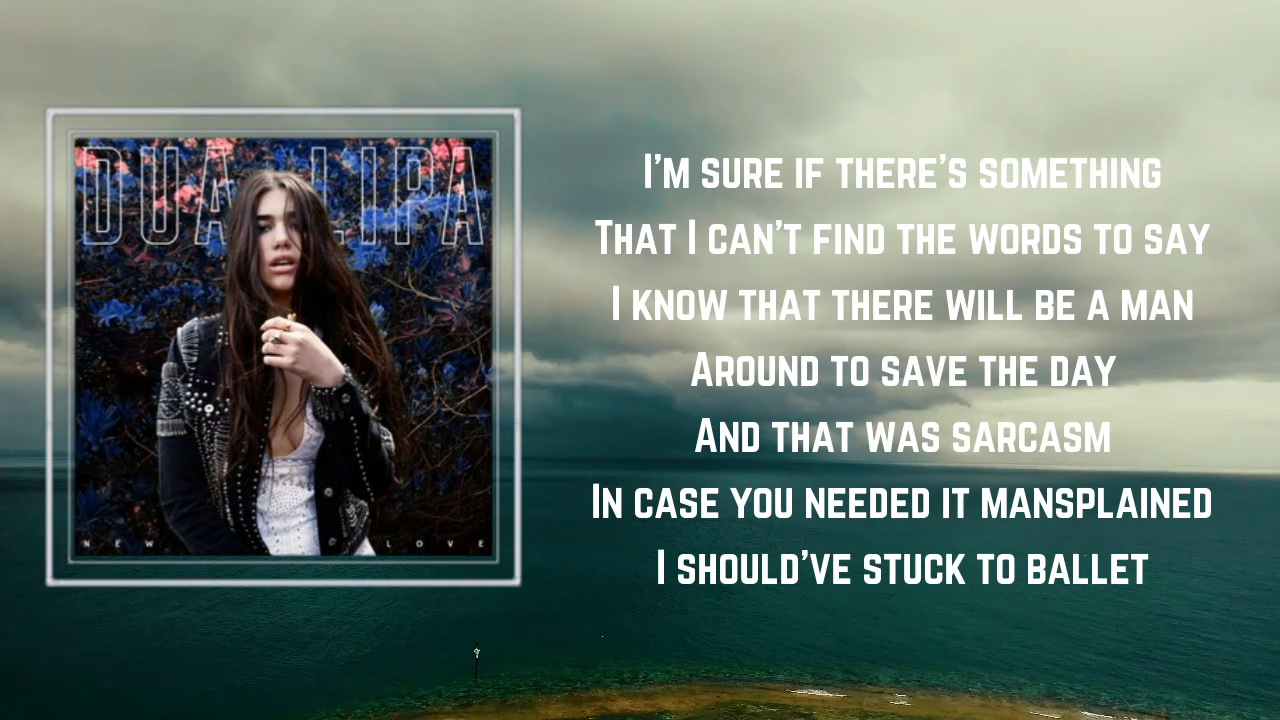 DUA LIPA
NEW LOVE
I'M SURE IF THERE'S SOMETHING
THAT I CAN'T FIND THE WORDS TO SAY
I KNOW THAT THERE WILL BE A MAN
AROUND TO SAVE THE DAY
AND THAT WAS SARCASM
IN CASE YOU NEEDED IT MANSPLAINED
I SHOULD'VE STUCK TO BALLET